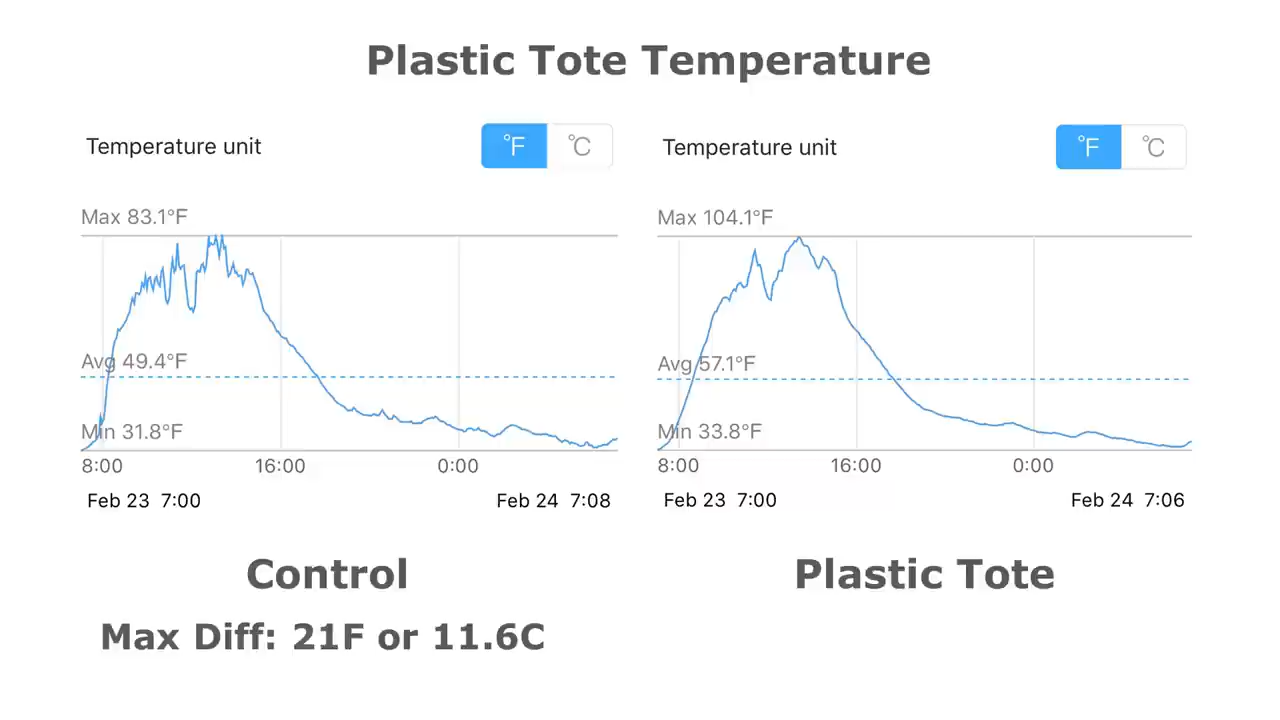 Plastic Tote Temperature
Temperature unit
°F °C
Max 83.1°F
Avg 49.4°F
Min 31.8°F
8:00 16:00 0:00
Feb 23 7:00 Feb 24 7:08
Control
Max Diff: 21F or 11.6C
Temperature unit
°F °C
Max 104.1°F
Avg 57.1°F
Min 33.8°F
8:00 16:00 0:00
Feb 23 7:00 Feb 24 7:06
Plastic Tote